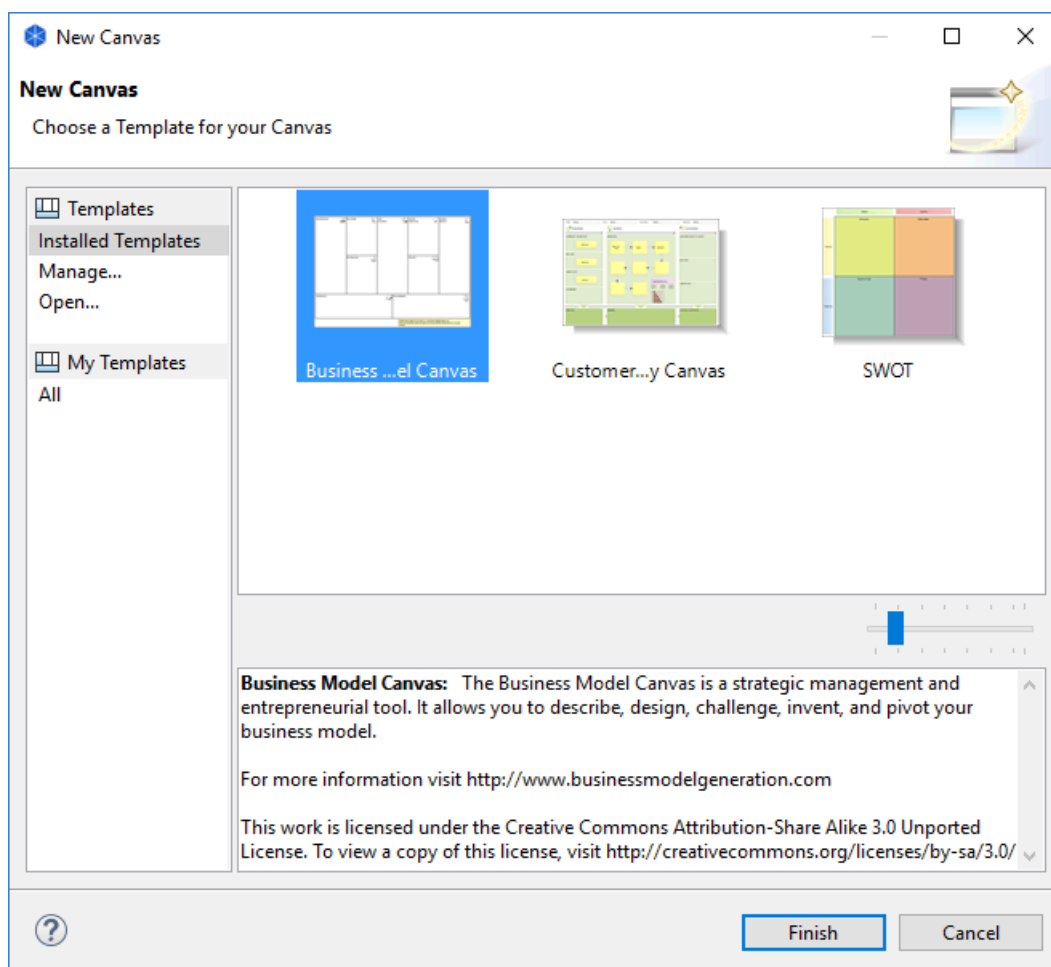 New Canvas
New Canvas
Choose a Template for your Canvas
Templates
Installed Templates
Manage...
Open...
My Templates
All
Business ...el Canvas
Customer...y Canvas
SWOT
Business Model Canvas: The Business Model Canvas is a strategic management and
entrepreneurial tool. It allows you to describe, design, challenge, invent, and pivot your
business model.
For more information visit http://www.businessmodelgeneration.com
This work is licensed under the Creative Commons Attribution-Share Alike 3.0 Unported
License. To view a copy of this license, visit http://creativecommons.org/licenses/by-sa/3.0/
Finish
Cancel